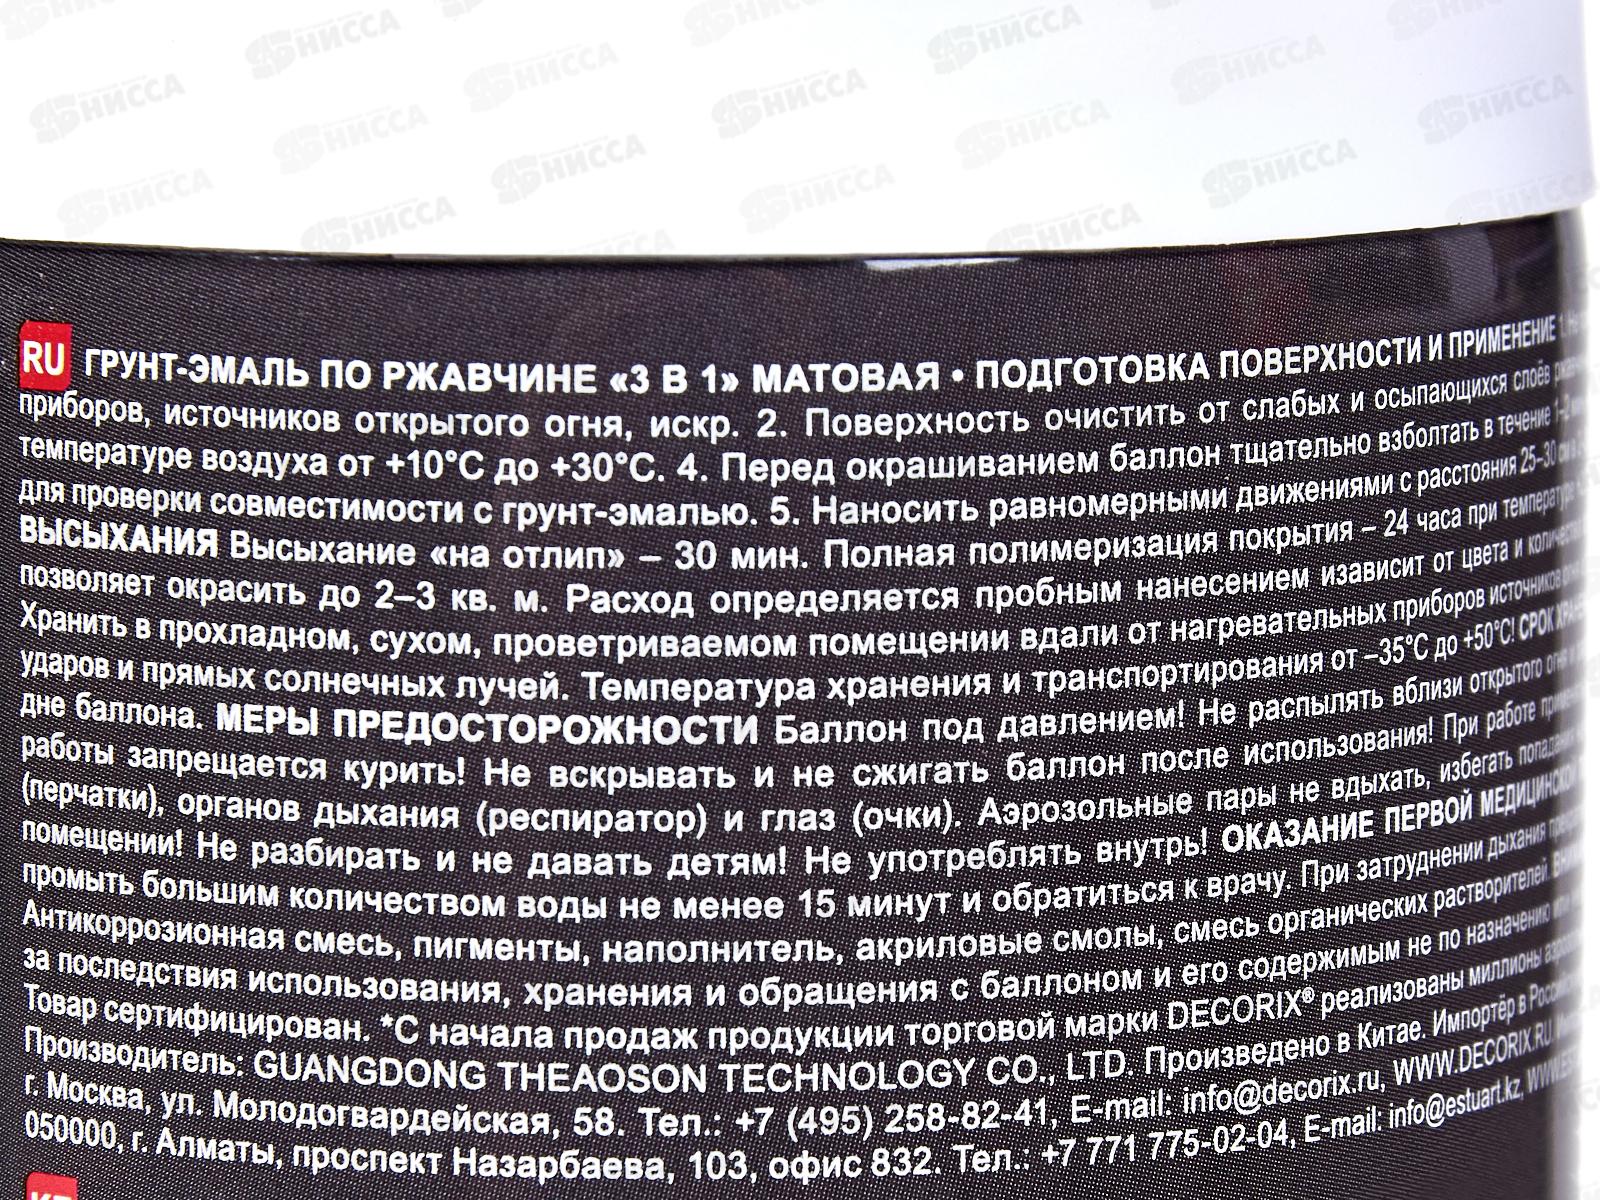 RU ГРУНТ-ЭМАЛЬ ПО РЖАВЧИНЕ «3 В 1» МАТОВАЯ • ПОДГОТОВКА ПОВЕРХНОСТИ И ПРИМЕНЕНИЕ 1.
приборов, источников открытого огня, искр. 2. Поверхность очистить от слабых и осыпающихся слоёв
температуре воздуха от +10°С до +30°С. 4. Перед окрашиванием баллон тщательно взболтать в течение 1–2
для проверки совместимости с грунт-эмалью. 5. Наносить равномерными движениями с расстояния 25–30 см
ВЫСЫХАНИЯ Высыхание «на отлип» – 30 мин. Полная полимеризация покрытия – 24 часа при температуре
позволяет окрасить до 2–3 кв. м. Расход определяется пробным нанесением изависит от цвета и
Хранить в прохладном, сухом, проветриваемом помещении вдали от нагревательных приборов источников огня
ударов и прямых солнечных лучей. Температура хранения и транспортирования от –35°С до +50°С! СРОК
дне баллона. МЕРЫ ПРЕДОСТОРОЖНОСТИ Баллон под давлением! Не распылять вблизи открытого огня и
работы запрещается курить! Не вскрывать и не сжигать баллон после использования! При работе
(перчатки), органов дыхания (респиратор) и глаз (очки). Аэрозольные пары не вдыхать, избегать попадания
помещении! Не разбирать и не давать детям! Не употреблять внутрь! ОКАЗАНИЕ ПЕРВОЙ МЕДИЦИНСКОЙ
промыть большим количеством воды не менее 15 минут и обратиться к врачу. При затруднении дыхания
Антикоррозионная смесь, пигменты, наполнитель, акриловые смолы, смесь органических растворителей.
за последствия использования, хранения и обращения с баллоном и его содержимым не по назначению или
Товар сертифицирован. *С начала продаж продукции торговой марки DECORIX® реализованы миллионы
Производитель: GUANGDONG THEAOSON TECHNOLOGY CO., LTD. Произведено в Китае. Импортёр в
г. Москва, ул. Молодогвардейская, 58. Тел.: +7 (495) 258-82-41, E-mail: info@decorix.ru, WWW.DECORIX.RU.
050000, г. Алматы, проспект Назарбаева, 103, офис 832. Тел.: +7 771 775-02-04, E-mail: info@estuart.kz,
KZ